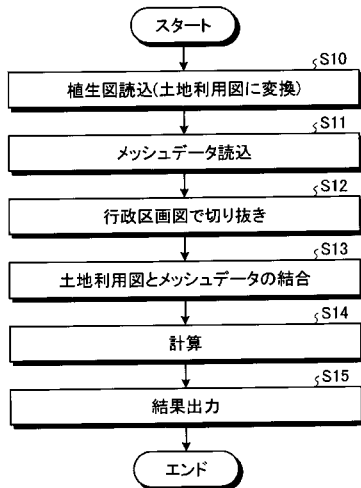 スタート
S10
植生図読込(土地利用図に変換)
S11
メッシュデータ読込
S12
行政区画図で切り抜き
S13
土地利用図とメッシュデータの結合
S14
計算
S15
結果出力
エンド